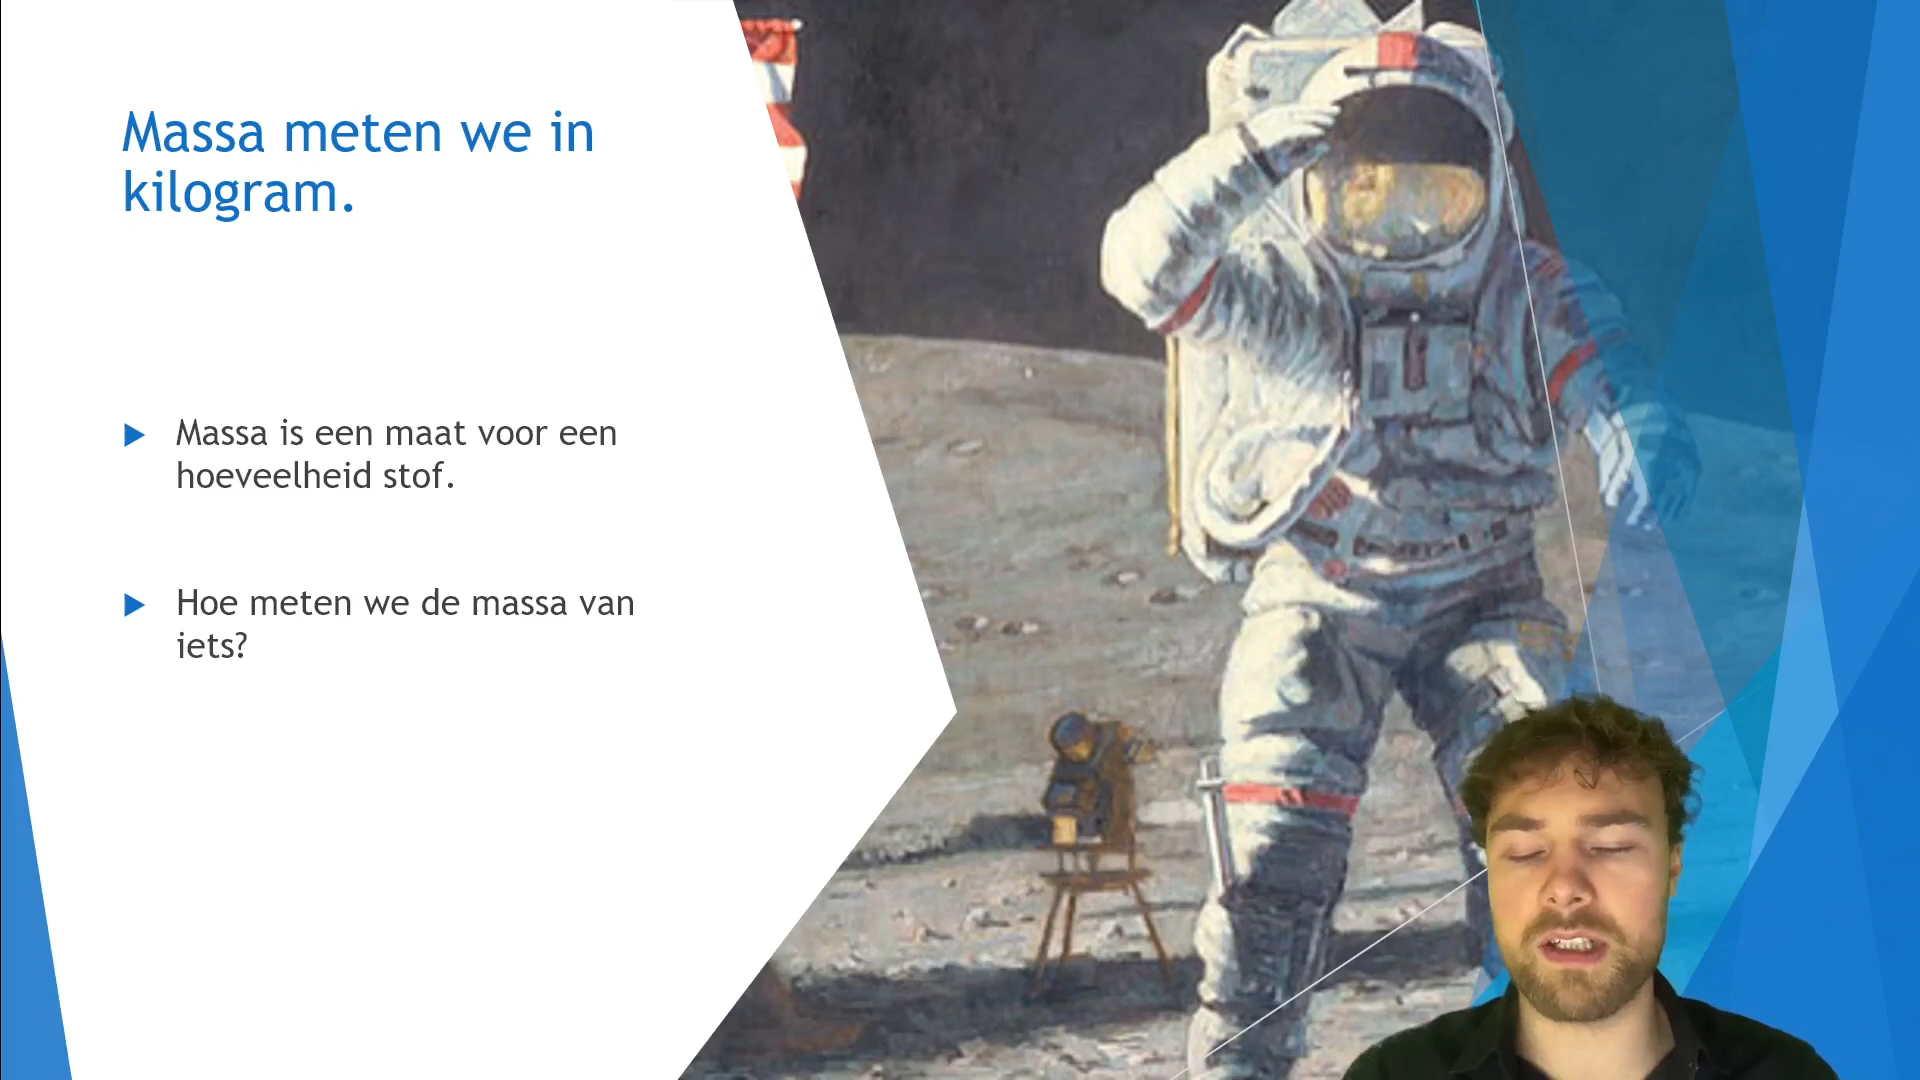 Massa meten we in
kilogram.
Massa is een maat voor een
hoeveelheid stof.
Hoe meten we de massa van
iets?